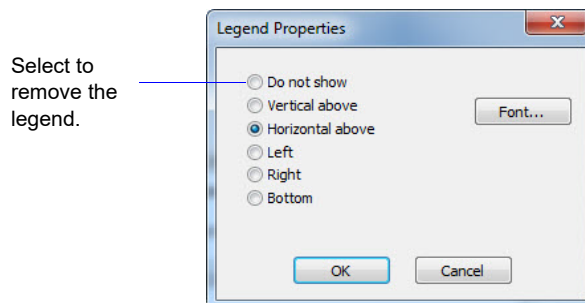 Legend Properties
Select to
remove the
legend.
Do not show
Vertical above
Horizontal above
Left
Right
Bottom
Font...
OK
Cancel